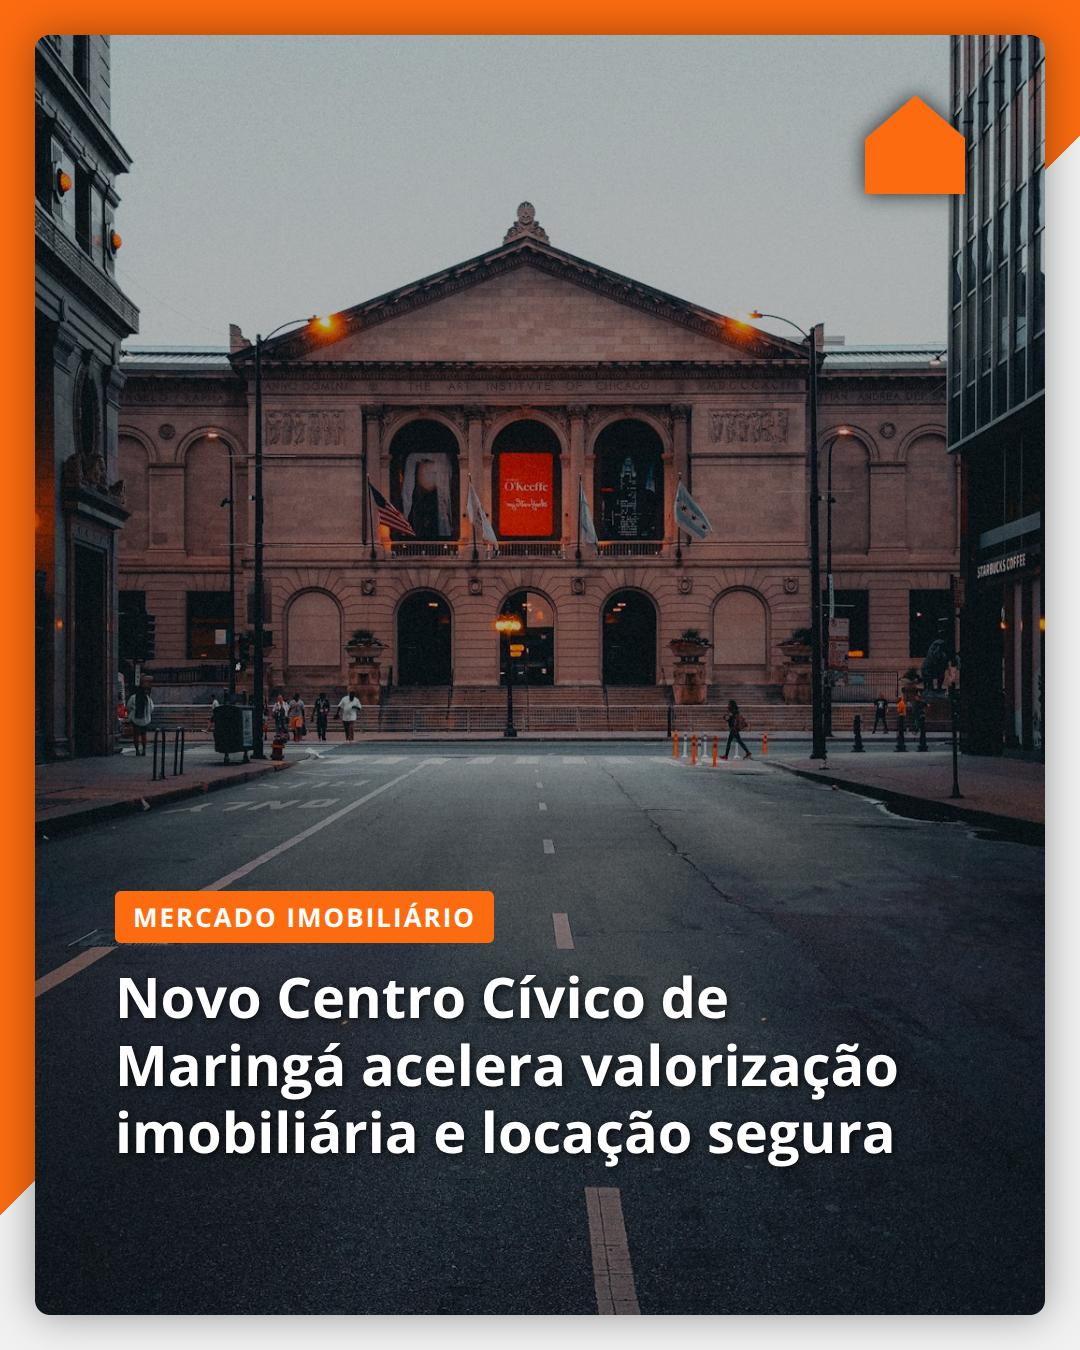 THE ART INSTITVTE OF CHICAGO
O'Keeffe
STARBUCKS COFFEE
ONLY
MERCADO IMOBILIÁRIO
Novo Centro Cívico de
Maringá acelera valorização
imobiliária e locação segura